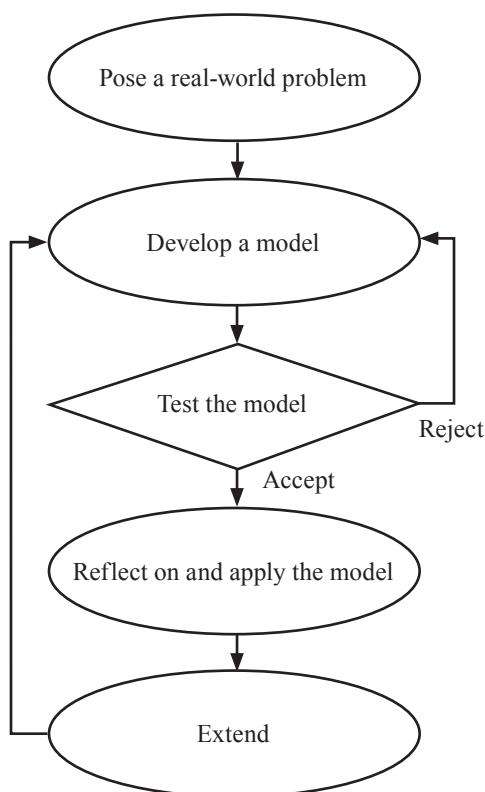 Pose a real-world problem
Develop a model
Test the model
Reject
Accept
Reflect on and apply the model
Extend